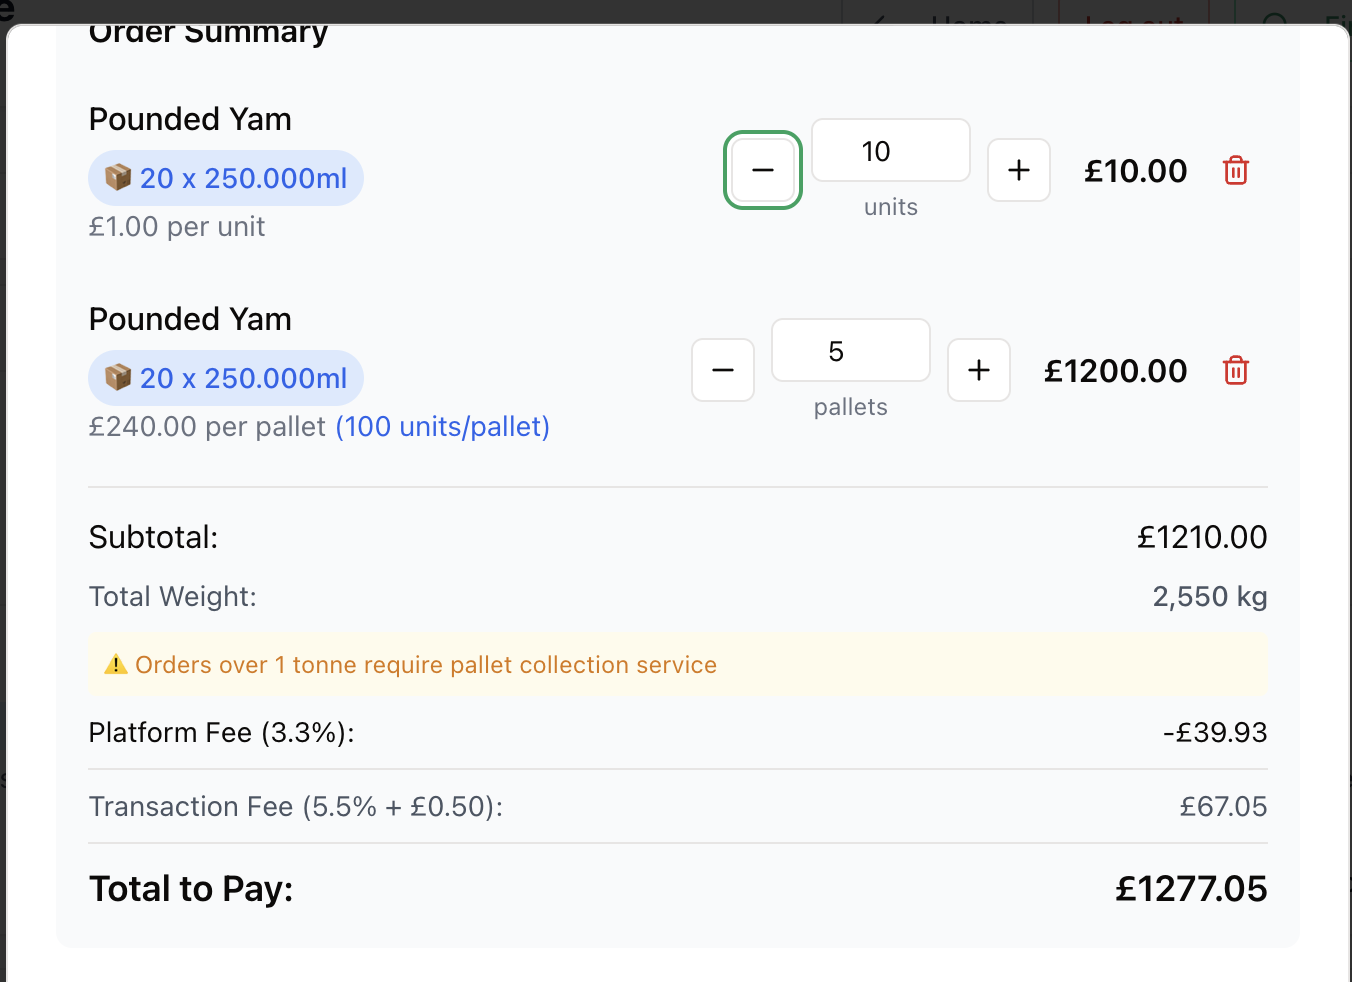 Order Summary
Pounded Yam
📦 20 x 250.000ml
£1.00 per unit
10
units
£10.00
Pounded Yam
📦 20 x 250.000ml
£240.00 per pallet (100 units/pallet)
5
pallets
£1200.00
Subtotal: £1210.00
Total Weight: 2,550 kg
⚠️ Orders over 1 tonne require pallet collection service
Platform Fee (3.3%): -£39.93
Transaction Fee (5.5% + £0.50): £67.05
Total to Pay: £1277.05